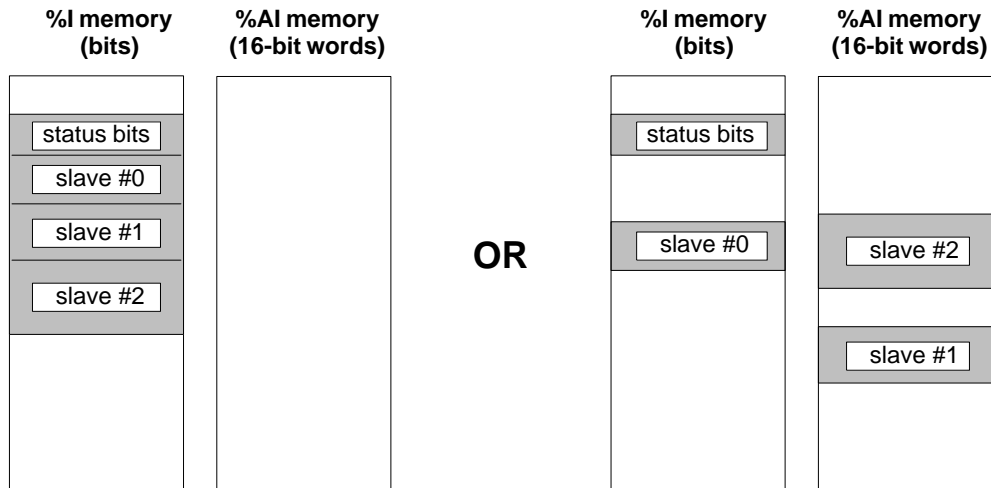 %I memory
(bits)
%AI memory
(16-bit words)
status bits
slave #0
slave #1
slave #2
OR
%I memory
(bits)
%AI memory
(16-bit words)
status bits
slave #0
slave #2
slave #1